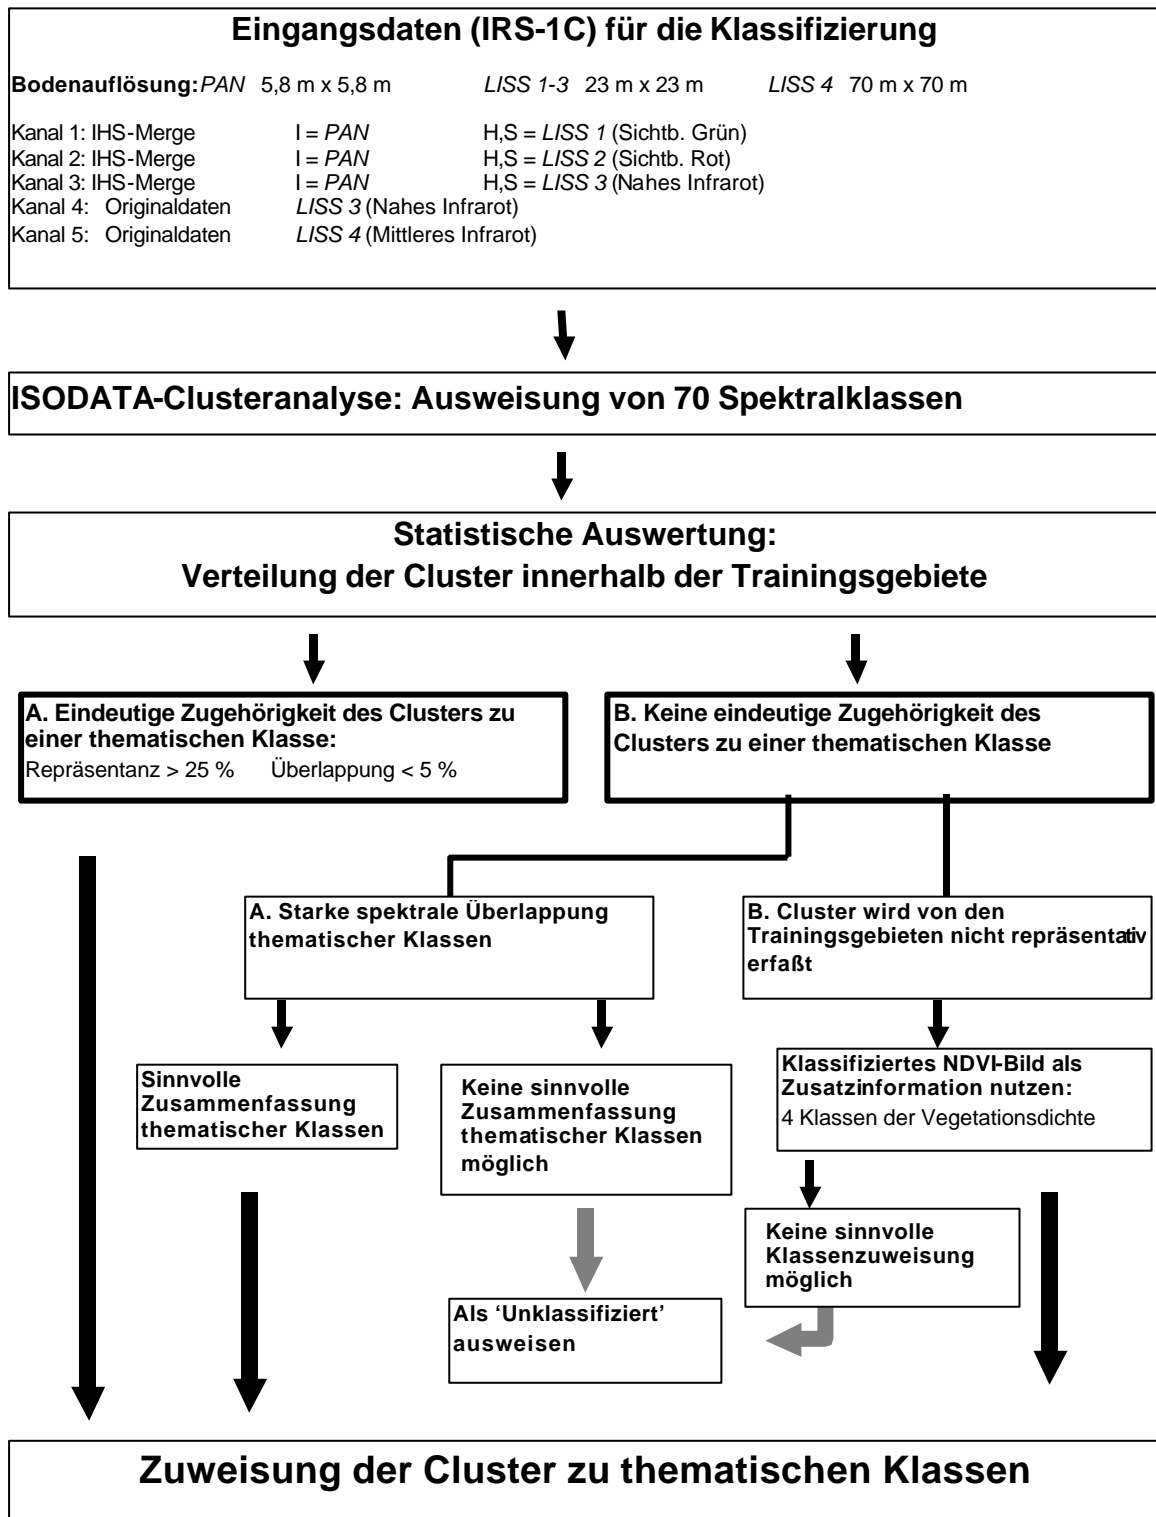 Eingangsdaten (IRS-1C) für die Klassifizierung
Bodenauflösung: PAN 5,8 m x 5,8 m LISS 1-3 23 m x 23 m LISS 4 70 m x 70 m
Kanal 1: IHS-Merge I = PAN H,S = LISS 1 (Sichtb. Grün)
Kanal 2: IHS-Merge I = PAN H,S = LISS 2 (Sichtb. Rot)
Kanal 3: IHS-Merge I = PAN H,S = LISS 3 (Nahes Infrarot)
Kanal 4: Originaldaten LISS 3 (Nahes Infrarot)
Kanal 5: Originaldaten LISS 4 (Mittleres Infrarot)
ISODATA-Clusteranalyse: Ausweisung von 70 Spektralklassen
Statistische Auswertung:
Verteilung der Cluster innerhalb der Trainingsgebiete
A. Eindeutige Zugehörigkeit des Clusters zu
einer thematischen Klasse:
Repräsentanz > 25 % Überlappung < 5 %
B. Keine eindeutige Zugehörigkeit des
Clusters zu einer thematischen Klasse
A. Starke spektrale Überlappung
thematischer Klassen
B. Cluster wird von den
Trainingsgebieten nicht repräsentativ
erfaßt
Sinnvolle
Zusammenfassung
thematischer Klassen
Keine sinnvolle
Zusammenfassung
thematischer Klassen
möglich
Klassifiziertes NDVI-Bild als
Zusatzinformation nutzen:
4 Klassen der Vegetationsdichte
Keine sinnvolle
Klassenzuweisung
möglich
Als ‘Unklassifiziert’
ausweisen
Zuweisung der Cluster zu thematischen Klassen